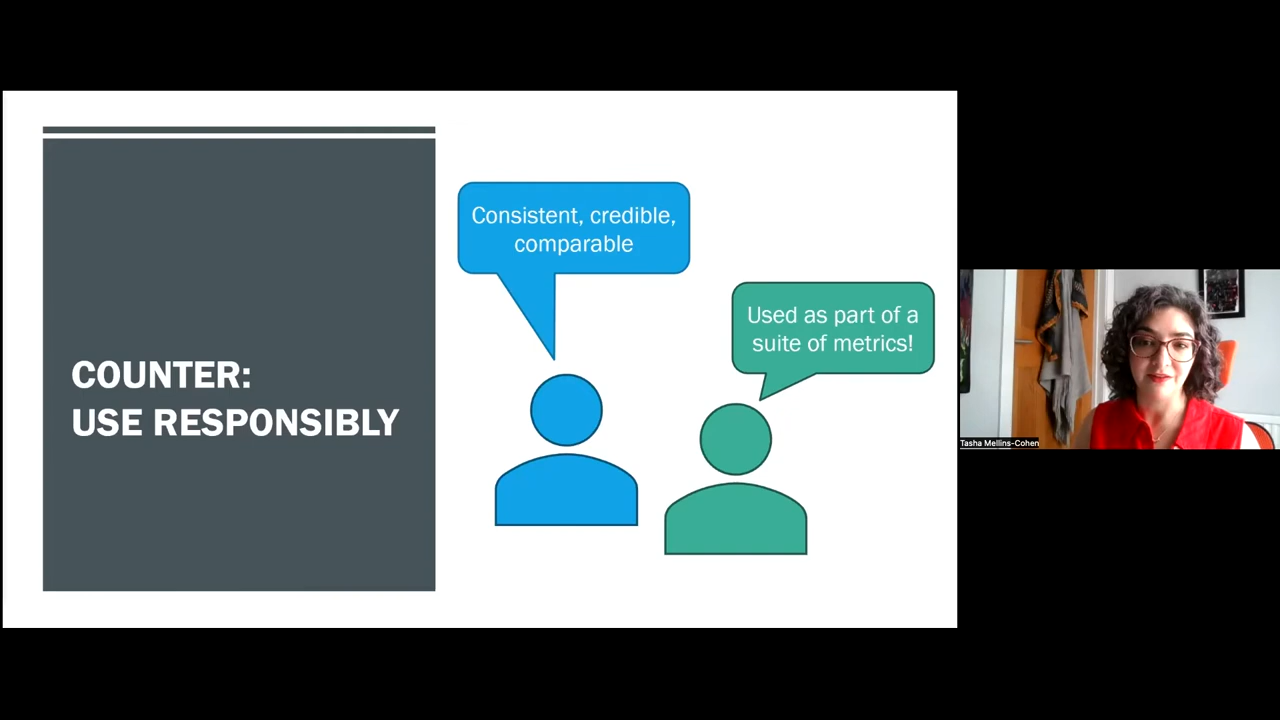 COUNTER:
USE RESPONSIBLY
Consistent, credible,
comparable
Used as part of a
suite of metrics!
Tasha Mellins-Cohen